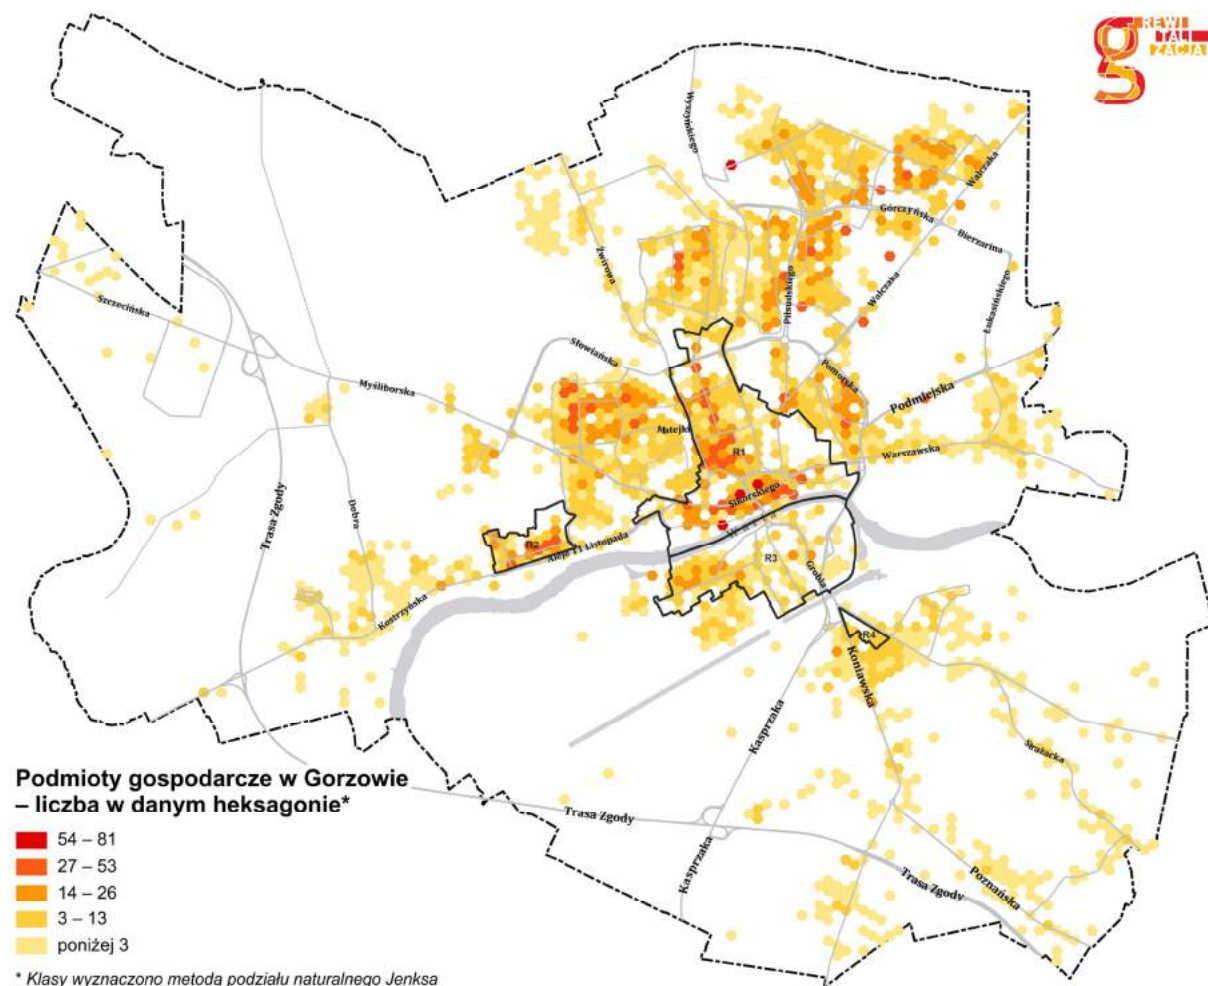 REWI
TALI
ZACJA
Wyszyńskiego
Walczaka
Górczyńska
Bierzarina
Żwirowa
Piłsudskiego
Walczaka
Łukasińskiego
Szczecińska
Słowiańska
Pomorska
Myśliborska
Podmiejska
Matejki
R1
Warszawska
Sikorskiego
Trasa Zgody
Dobra
Warta
R2
Aleje 11 Listopada
R3
Grobla
Kostrzyńska
R4
Koniawska
Kasprzaka
Strażacka
Podmioty gospodarcze w Gorzowie
– liczba w danym heksagonie*
54 – 81
27 – 53
14 – 26
3 – 13
poniżej 3
Trasa Zgody
Kasprzaka
Trasa Zgody
Poznańska
* Klasy wyznaczono metodą podziału naturalnego Jenksa